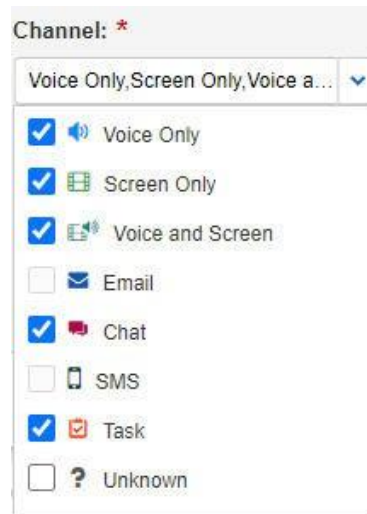 Channel: *
Voice Only,Screen Only,Voice a...
Voice Only
Screen Only
Voice and Screen
Email
Chat
SMS
Task
? Unknown